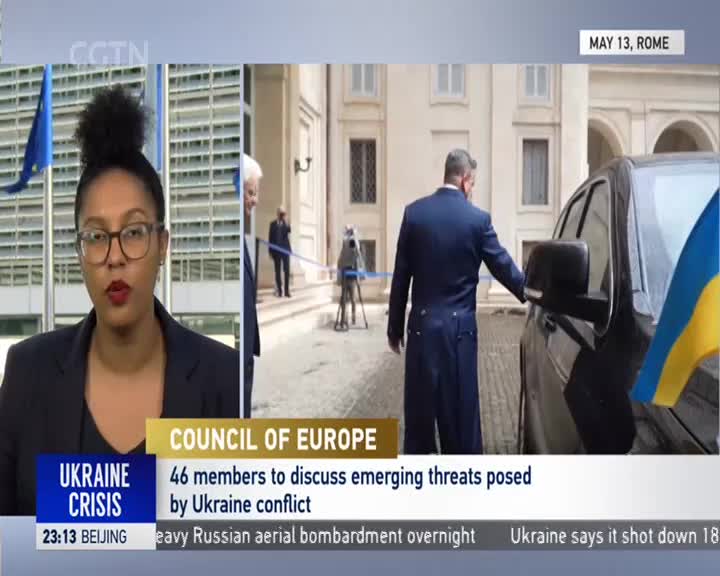 CGTN
MAY 13, ROME
COUNCIL OF EUROPE
46 members to discuss emerging threats posed
by Ukraine conflict
UKRAINE
CRISIS
23:13 BEIJING
eavy Russian aerial bombardment overnight Ukraine says it shot down 18